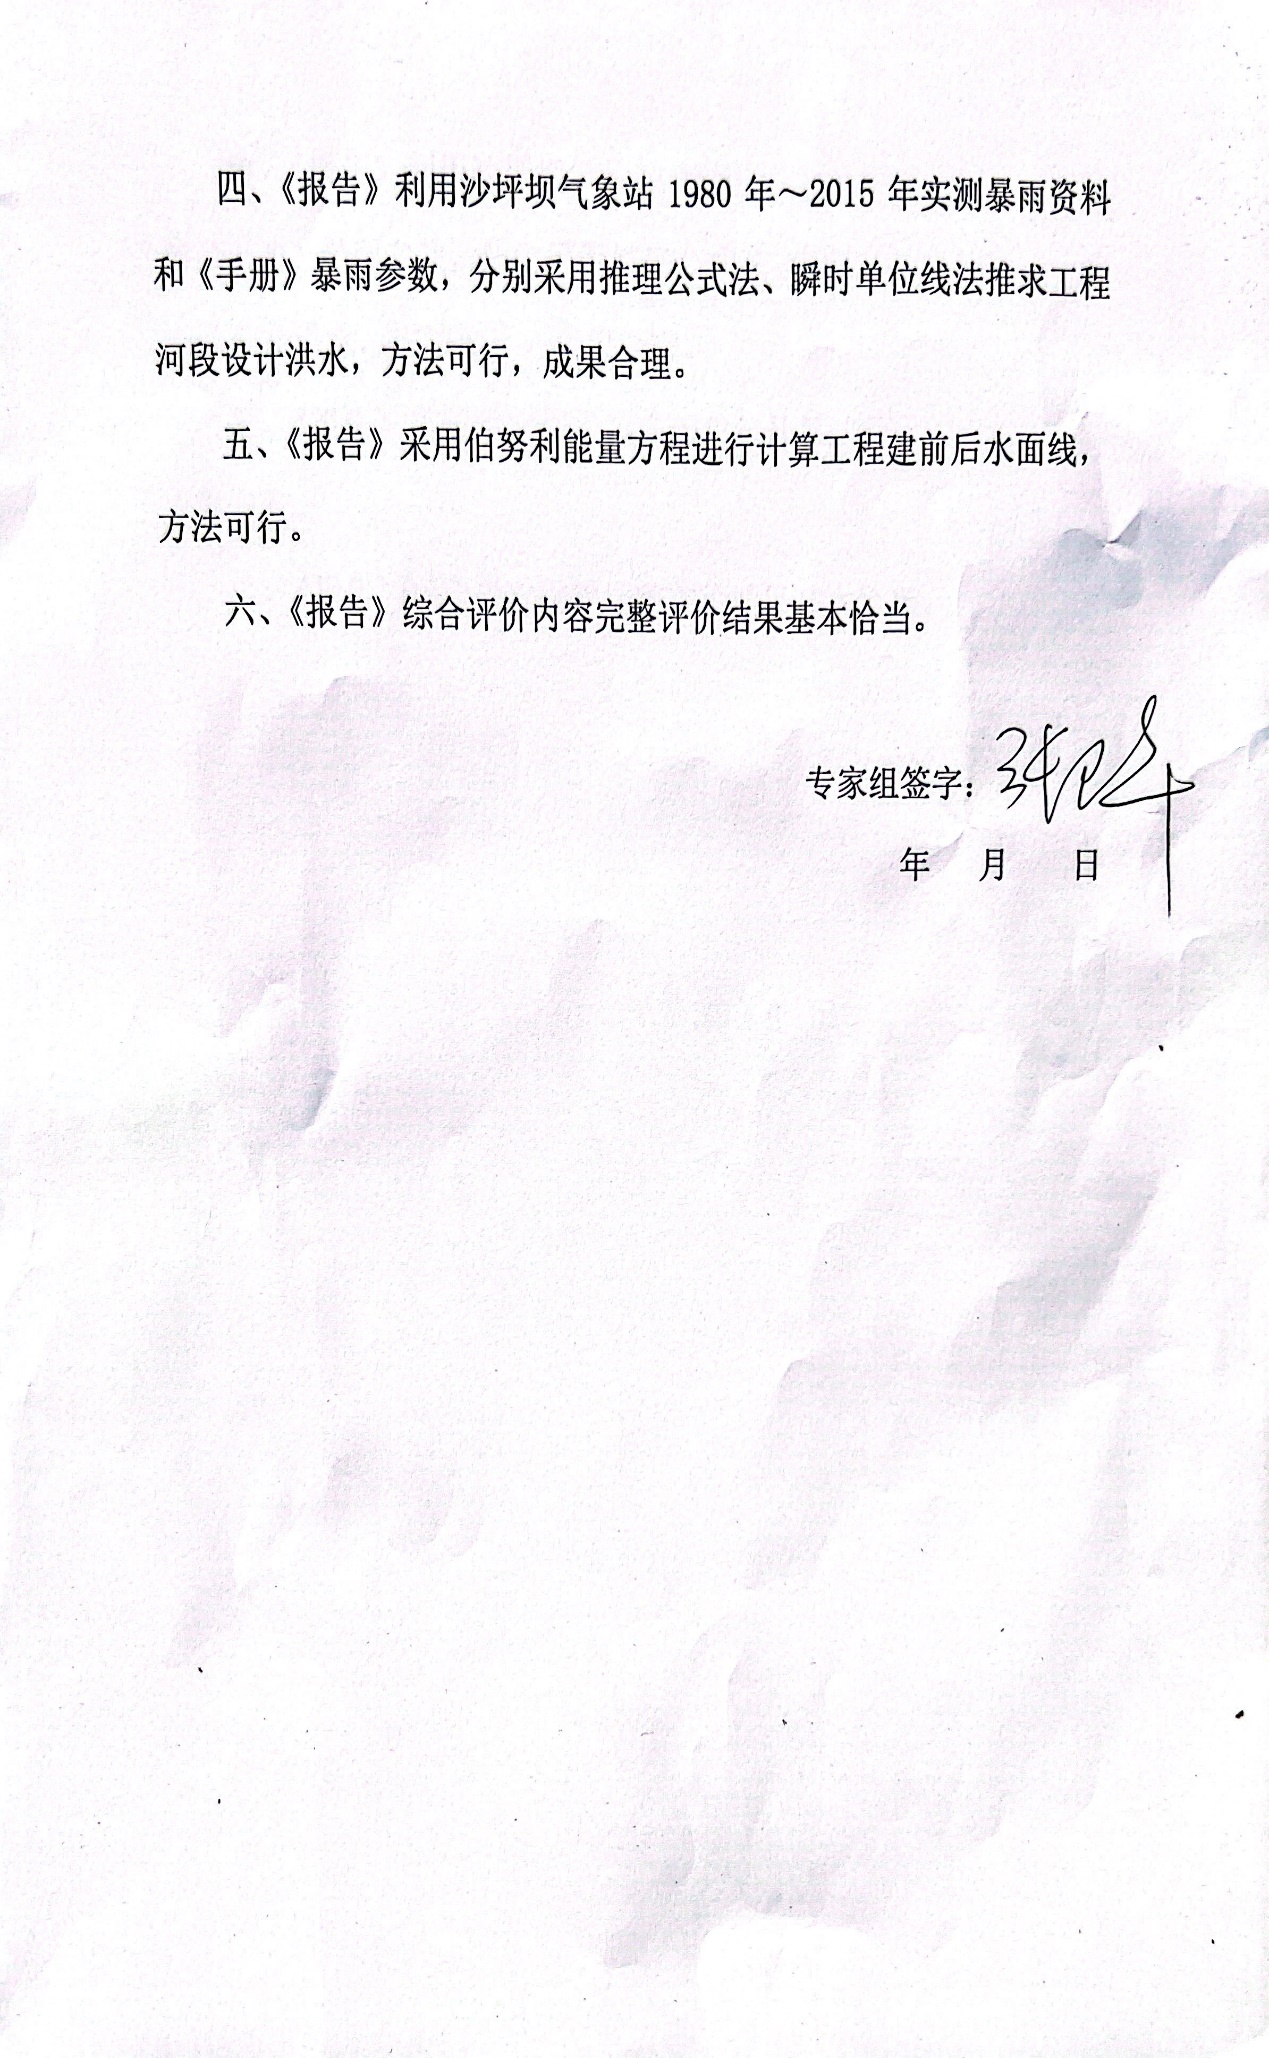 四、《报告》利用沙坪坝气象站 1980 年～2015 年实测暴雨资料
和《手册》暴雨参数，分别采用推理公式法、瞬时单位线法推求工程
河段设计洪水，方法可行，成果合理。
五、《报告》采用伯努利能量方程进行计算工程建前后水面线，
方法可行。
六、《报告》综合评价内容完整评价结果基本恰当。
专家组签字：张
年 月 日